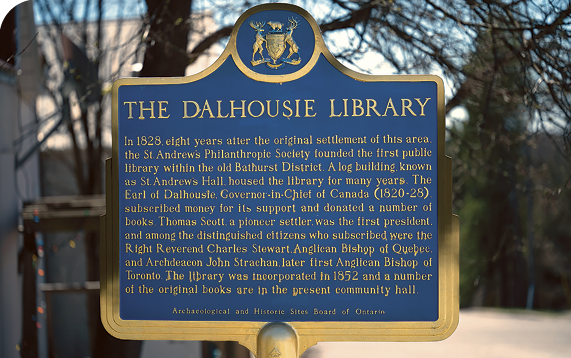 THE DALHOUSIE LIBRARY
In 1828, eight years after the original settlement of this area,
the St. Andrew's Philanthropic Society founded the first public
library within the old Bathurst District. A log building, known
as St. Andrew's Hall, housed the library for many years. The
Earl of Dalhousie, Governor-in-Chief of Canada (1820-28)
subscribed money for its support and donated a number of
books. Thomas Scott, a pioneer settler, was the first president,
and among the distinguished citizens who subscribed were the
Right Reverend Charles Stewart, Anglican Bishop of Quebec,
and Archdeacon John Strachan, later first Anglican Bishop of
Toronto. The library was incorporated in 1852 and a number
of the original books are in the present community hall.
Archaeological and Historic Sites Board of Ontario